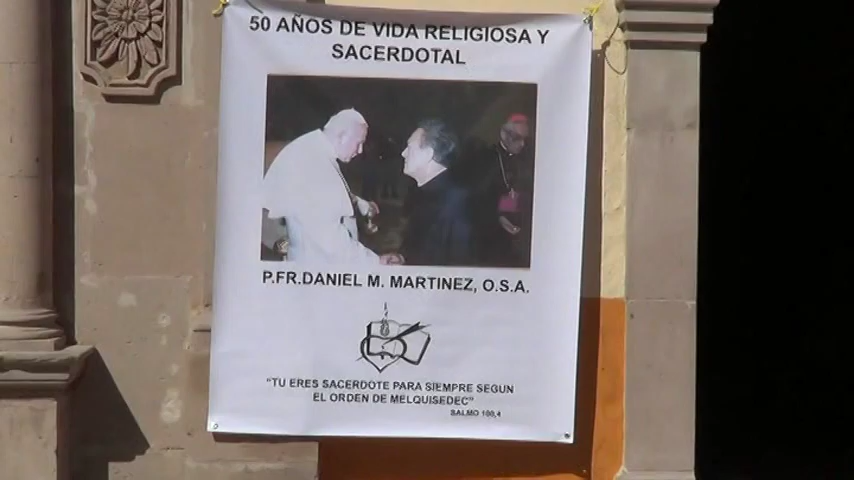 50 AÑOS DE VIDA RELIGIOSA Y
SACERDOTAL
P.FR.DANIEL M. MARTINEZ, O.S.A.
"TU ERES SACERDOTE PARA SIEMPRE SEGUN
EL ORDEN DE MELQUISEDEC"
SALMO 109,4